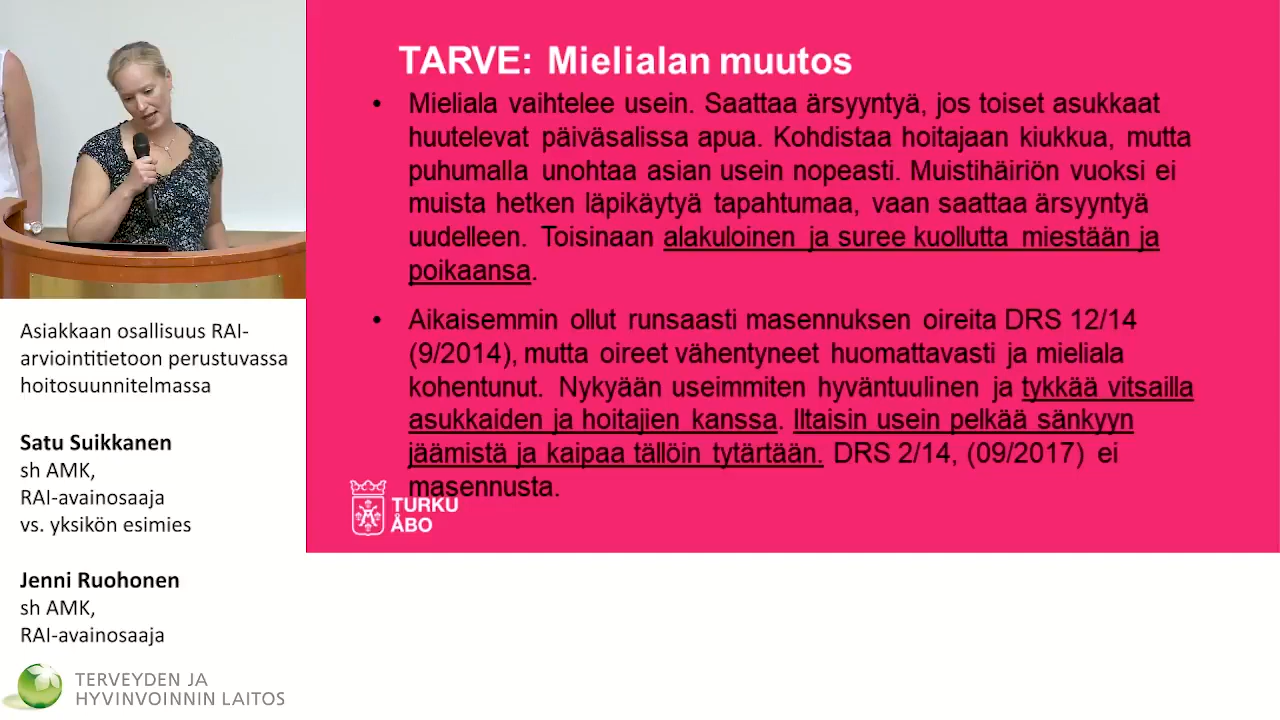 TARVE: Mielialan muutos
• Mieliala vaihtelee usein. Saattaa ärsyyntyä, jos toiset asukkaat
huutelevat päiväsalissa apua. Kohdistaa hoitajaan kiukkua, mutta
puhumalla unohtaa asian usein nopeasti. Muistihäiriön vuoksi ei
muista hetken läpikäytyä tapahtumaa, vaan saattaa ärsyyntyä
uudelleen. Toisinaan alakuloinen ja suree kuollutta miestään ja
poikaansa.
• Aikaisemmin ollut runsaasti masennuksen oireita DRS 12/14
(9/2014), mutta oireet vähentyneet huomattavasti ja mieliala
kohentunut. Nykyään useimmiten hyväntuulinen ja tykkää vitsailla
asukkaiden ja hoitajien kanssa. Iltaisin usein pelkää sänkyyn
jäämistä ja kaipaa tällöin tytärtään. DRS 2/14, (09/2017) ei
masennusta.
TURKU
ÅBO
Asiakkaan osallisuus RAI-
arviointitietoon perustuvassa
hoitosuunnitelmassa
Satu Suikkanen
sh AMK,
RAI-avainosaaja
vs. yksikön esimies
Jenni Ruohonen
sh AMK,
RAI-avainosaaja
TERVEYDEN JA
HYVINVOINNIN LAITOS